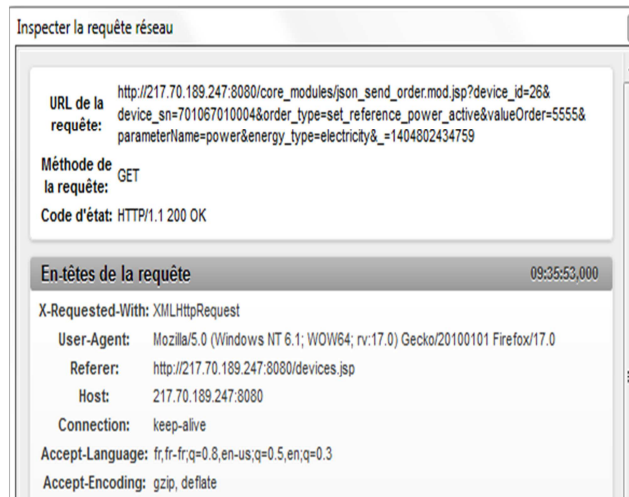 Inspecter la requête réseau
URL de la requête: http://217.70.189.247:8080/core_modules/json_send_order.mod.jsp?device_id=26&
device_sn=701067010004&order_type=set_reference_power_active&valueOrder=5555&
parameterName=power&energy_type=electricity&_=1404802434759
Méthode de la requête: GET
Code d'état: HTTP/1.1 200 OK
En-têtes de la requête 09:35:53,000
X-Requested-With: XMLHttpRequest
User-Agent: Mozilla/5.0 (Windows NT 6.1; WOW64; rv:17.0) Gecko/20100101 Firefox/17.0
Referer: http://217.70.189.247:8080/devices.jsp
Host: 217.70.189.247:8080
Connection: keep-alive
Accept-Language: fr,fr-fr;q=0.8,en-us;q=0.5,en;q=0.3
Accept-Encoding: gzip, deflate